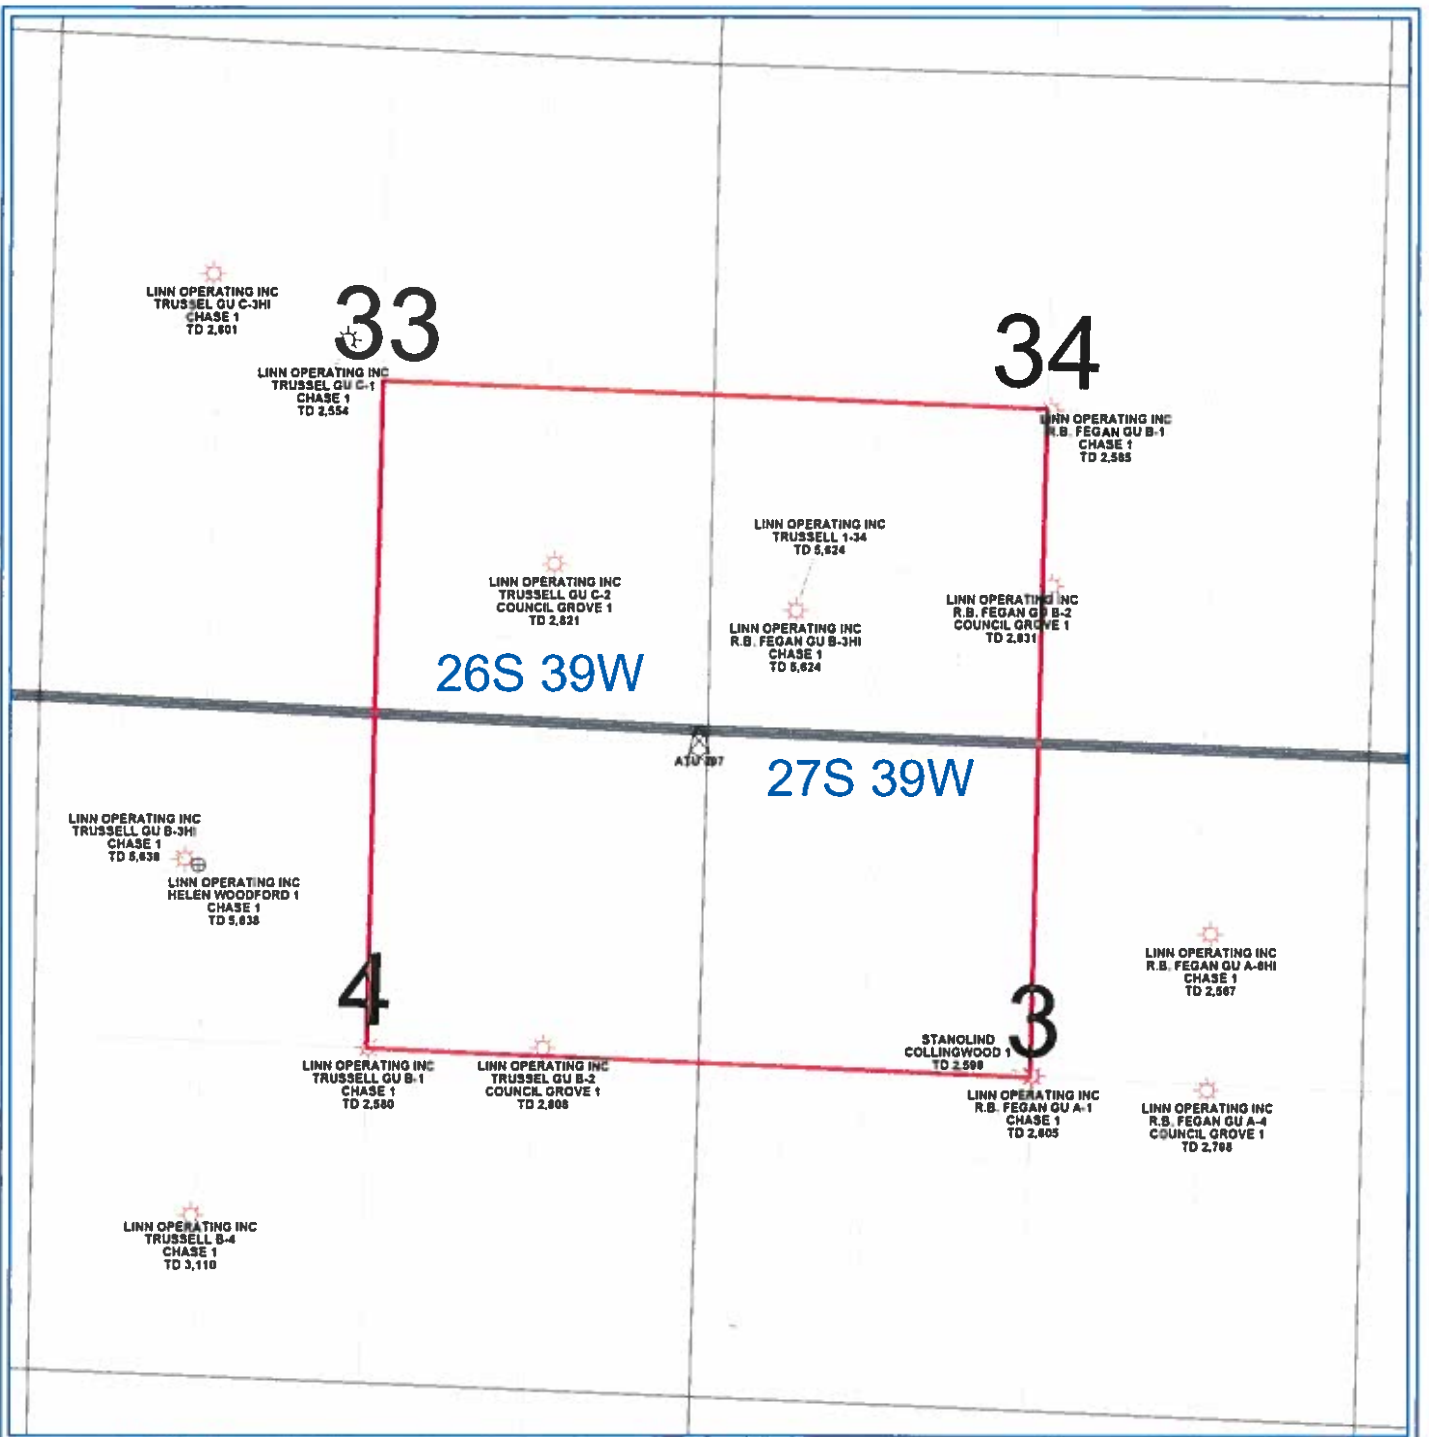 LINN OPERATING INC
TRUSSEL GU C-3HI
CHASE 1
TD 2,601
33
LINN OPERATING INC
TRUSSEL GU C-1
CHASE 1
TD 2,554
34
LINN OPERATING INC
R.B. FEGAN GU B-1
CHASE 1
TD 2,585
LINN OPERATING INC
TRUSSELL 1-34
TD 5,624
LINN OPERATING INC
TRUSSELL GU C-2
COUNCIL GROVE 1
TD 2,821
LINN OPERATING INC
R.B. FEGAN GU B-3HI
CHASE 1
TD 5,624
LINN OPERATING INC
R.B. FEGAN GU B-2
COUNCIL GROVE 1
TD 2,831
26S 39W
ATU
27S 39W
LINN OPERATING INC
TRUSSELL GU B-3HI
CHASE 1
TD 5,638
LINN OPERATING INC
HELEN WOODFORD 1
CHASE 1
TD 5,638
LINN OPERATING INC
R.B. FEGAN GU A-6HI
CHASE 1
TD 2,567
4
3
STANOLIND
COLLINGWOOD 1
TD 2,598
LINN OPERATING INC
TRUSSELL GU B-1
CHASE 1
TD 2,580
LINN OPERATING INC
TRUSSEL GU B-2
COUNCIL GROVE 1
TD 2,808
LINN OPERATING INC
R.B. FEGAN GU A-1
CHASE 1
TD 2,605
LINN OPERATING INC
R.B. FEGAN GU A-4
COUNCIL GROVE 1
TD 2,798
LINN OPERATING INC
TRUSSELL B-4
CHASE 1
TD 3,110